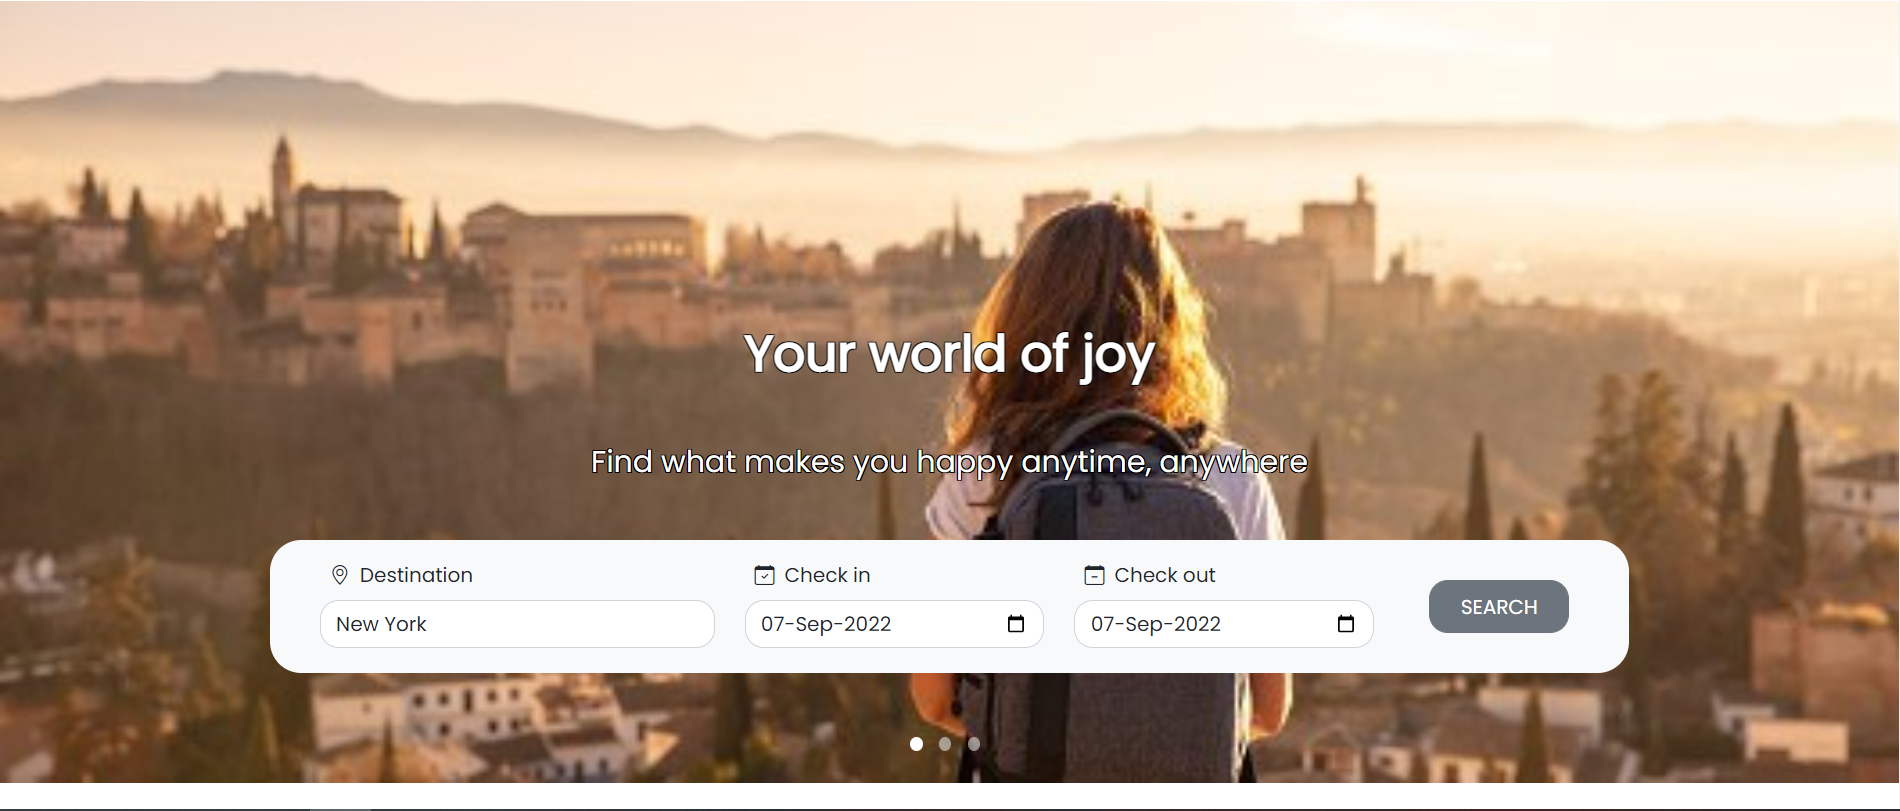 Your world of joy
Find what makes you happy anytime, anywhere
Destination
Check in
Check out
New York
07-Sep-2022
07-Sep-2022
SEARCH